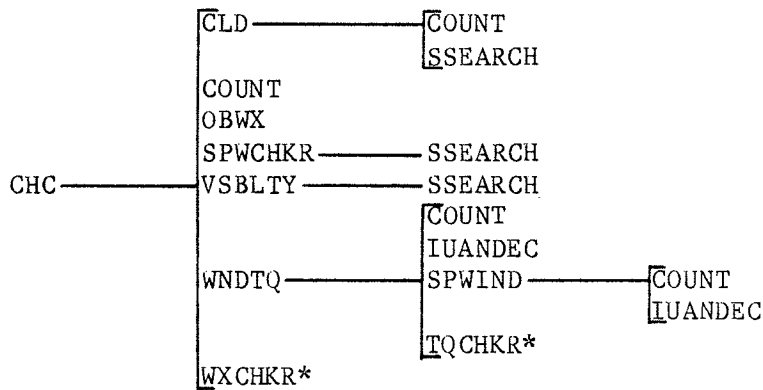 CLD COUNT
SSEARCH
COUNT
OBWX
SPWCHKR SSEARCH
CHC VSBLTY SSEARCH
COUNT
IUANDEC
WNDTQ SPWIND COUNT
IUANDEC
TQCHKR*
WXCHKR*